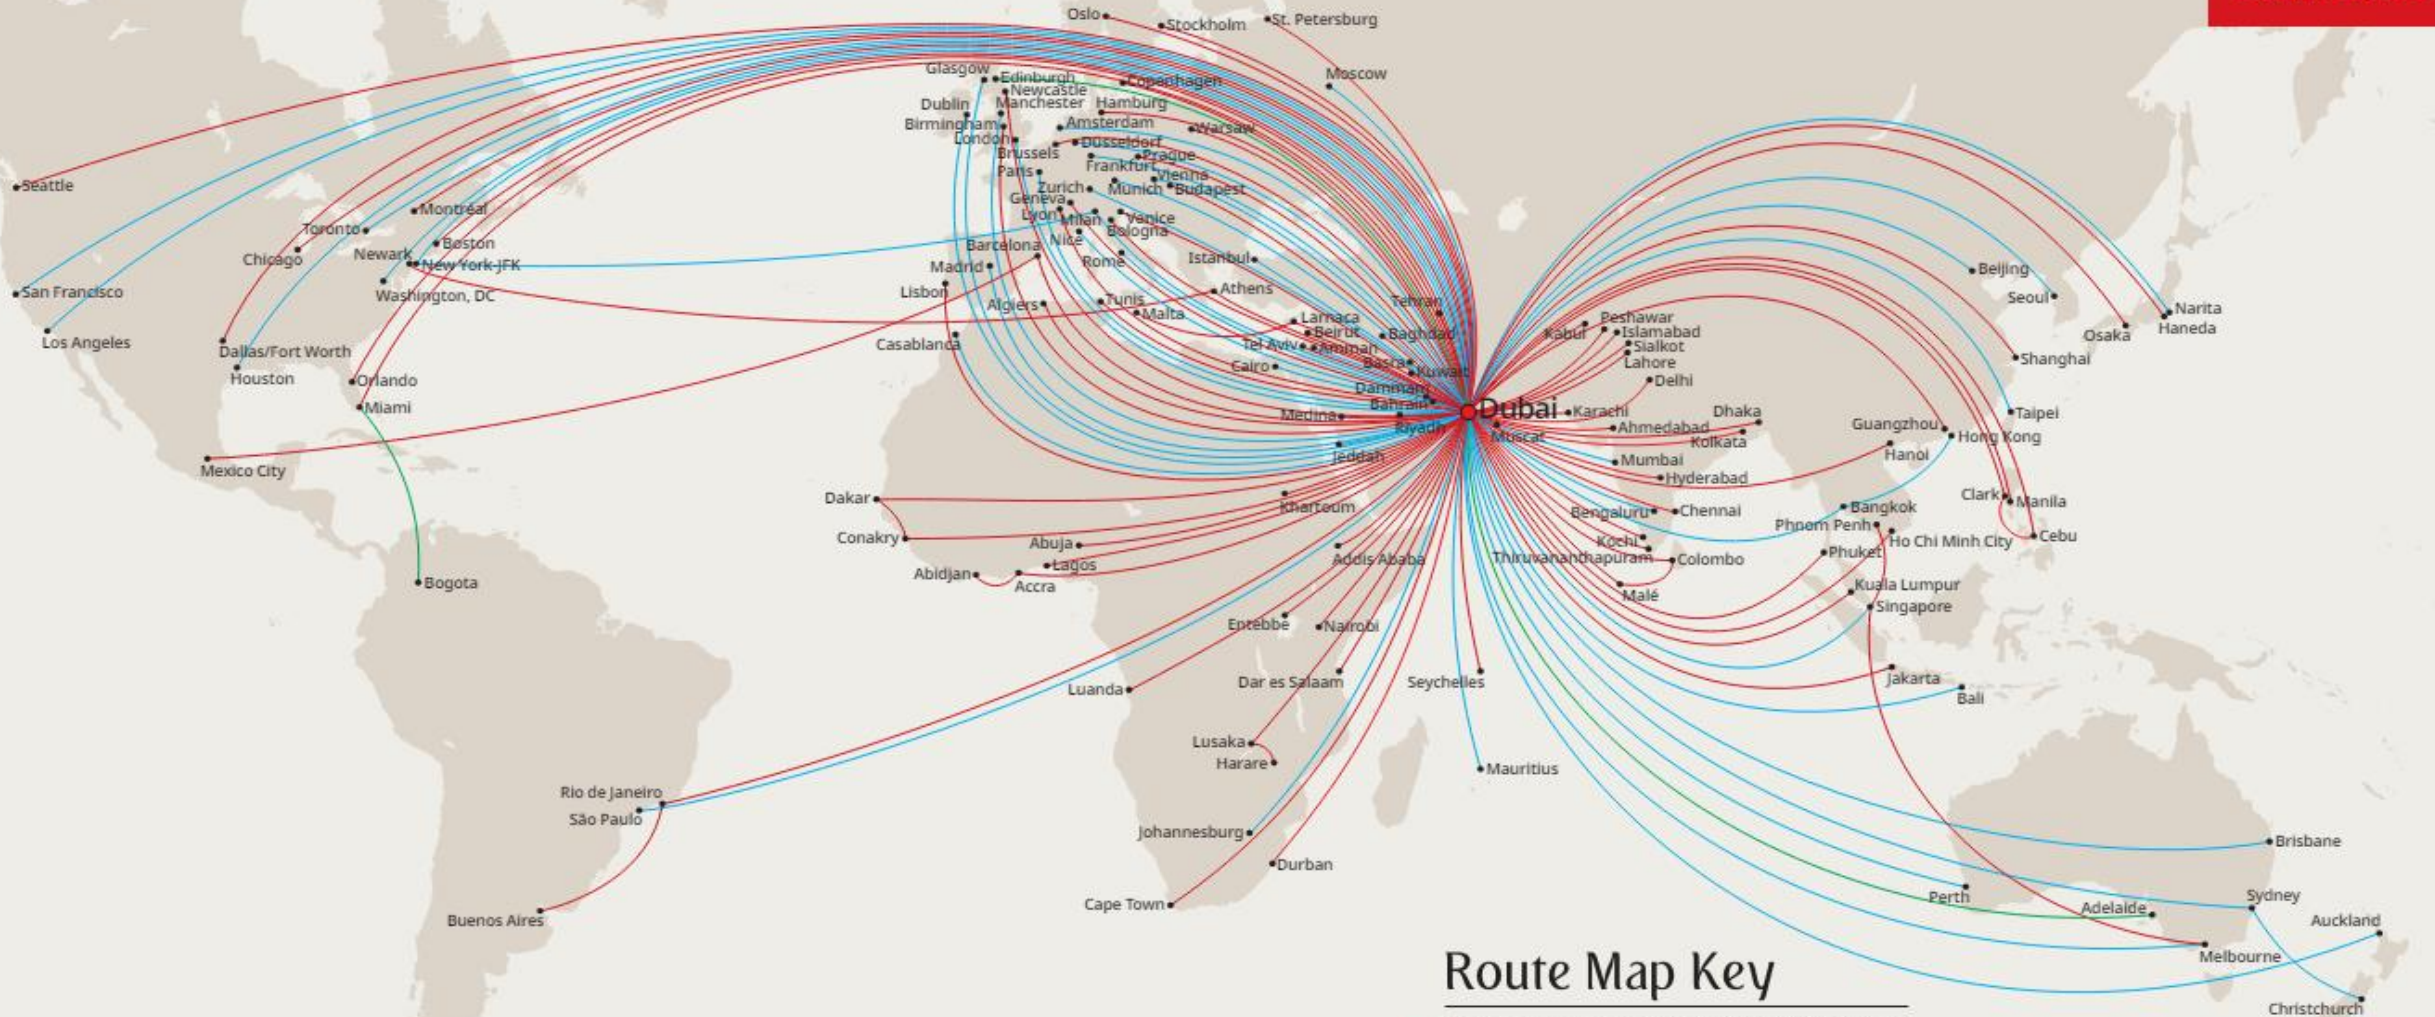 Oslo
Stockholm
St. Petersburg
Glasgow
Edinburgh
Copenhagen
Moscow
Newcastle
Dublin
Manchester
Hamburg
Birmingham
Amsterdam
Warsaw
London
Düsseldorf
Brussels
Prague
Frankfurt
Paris
Vienna
Zurich
Munich
Budapest
Seattle
Geneva
Montréal
Lyon
Milan
Venice
Toronto
Bologna
Nice
Boston
Barcelona
Newark
Chicago
New York-JFK
Madrid
Rome
Istanbul
Beijing
San Francisco
Washington, DC
Lisbon
Algiers
Tunis
Athens
Tehran
Seoul
Malta
Larnaca
Peshawar
Narita
Los Angeles
Casablanca
Beirut
Baghdad
Kabul
Islamabad
Osaka
Haneda
Dallas/Fort Worth
Tel Aviv
Amman
Sialkot
Shanghai
Houston
Cairo
Basra
Lahore
Kuwait
Orlando
Dammam
Delhi
Miami
Bahrain
Medina
Dubai
Karachi
Dhaka
Taipei
Riyadh
Muscat
Ahmedabad
Guangzhou
Kolkata
Hong Kong
Mexico City
Jeddah
Mumbai
Hanoi
Hyderabad
Dakar
Khartoum
Clark
Manila
Bengaluru
Chennai
Bangkok
Phnom Penh
Conakry
Abuja
Kochi
Ho Chi Minh City
Cebu
Addis Ababa
Thiruvananthapuram
Colombo
Phuket
Lagos
Abidjan
Accra
Bogota
Malé
Kuala Lumpur
Singapore
Entebbe
Nairobi
Luanda
Dar es Salaam
Seychelles
Jakarta
Bali
Lusaka
Harare
Mauritius
Rio de Janeiro
São Paulo
Johannesburg
Brisbane
Durban
Perth
Sydney
Cape Town
Adelaide
Buenos Aires
Auckland
Melbourne
Route Map Key
Christchurch